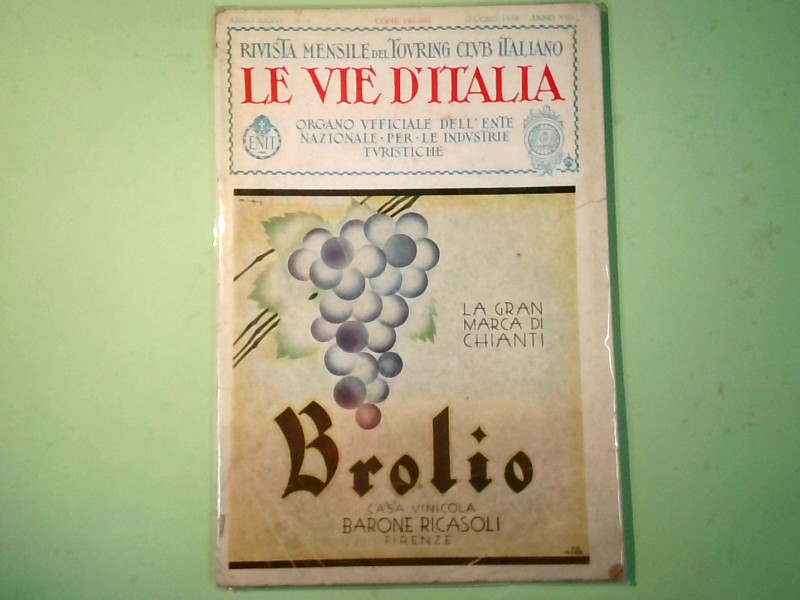 RIVISTA MENSILE DEL TOVRING CLVB ITALIANO
LE VIE D'ITALIA
ORGANO VFFICIALE DELL'ENTE
NAZIONALE-PER-LE INDVSTRIE
TVRISTICHE
ENIT
LA GRAN
MARCA DI
CHIANTI
Brolio
CASA VINICOLA
BARONE RICASOLI
FIRENZE